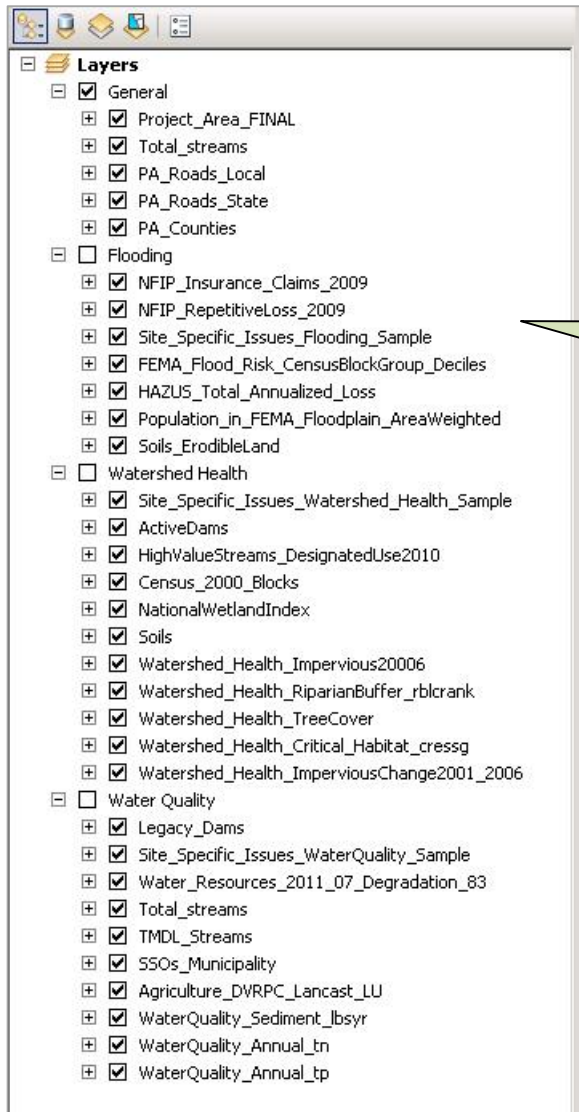 Layers
General
Project_Area_FINAL
Total_streams
PA_Roads_Local
PA_Roads_State
PA_Counties
Flooding
NFIP_Insurance_Claims_2009
NFIP_RepetitiveLoss_2009
Site_Specific_Issues_Flooding_Sample
FEMA_Flood_Risk_CensusBlockGroup_Deciles
HAZUS_Total_Annualized_Loss
Population_in_FEMA_Floodplain_AreaWeighted
Soils_ErodibleLand
Watershed Health
Site_Specific_Issues_Watershed_Health_Sample
ActiveDams
HighValueStreams_DesignatedUse2010
Census_2000_Blocks
NationalWetlandIndex
Soils
Watershed_Health_Impervious20006
Watershed_Health_RiparianBuffer_rblcrank
Watershed_Health_TreeCover
Watershed_Health_Critical_Habitat_cressg
Watershed_Health_ImperviousChange2001_2006
Water Quality
Legacy_Dams
Site_Specific_Issues_WaterQuality_Sample
Water_Resources_2011_07_Degradation_83
Total_streams
TMDL_Streams
SSOs_Municipality
Agriculture_DVRPC_Lancast_LU
WaterQuality_Sediment_lbsyr
WaterQuality_Annual_tn
WaterQuality_Annual_tp